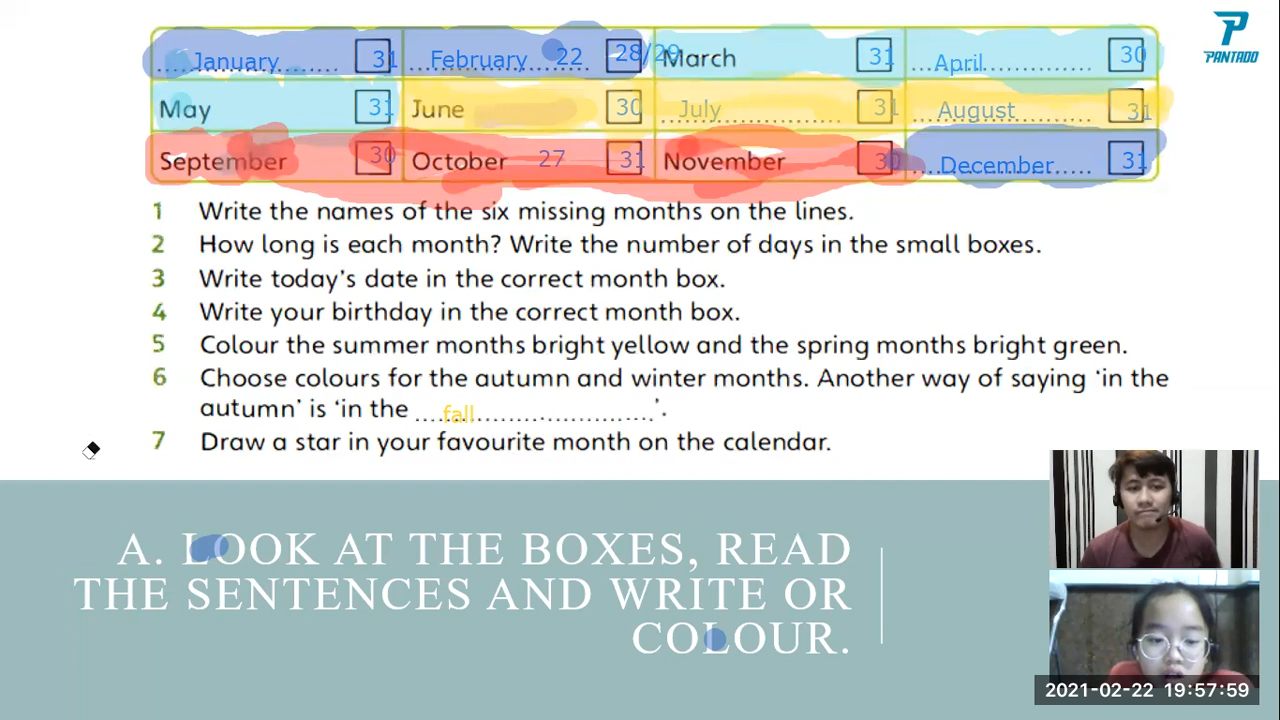 PANTADO
January 31 February 22 28/29 March 31 April 30
May 31 June 30 July 31 August 31
September 30 October 27 31 November 30 December 31
1 Write the names of the six missing months on the lines.
2 How long is each month? Write the number of days in the small boxes.
3 Write today's date in the correct month box.
4 Write your birthday in the correct month box.
5 Colour the summer months bright yellow and the spring months bright green.
6 Choose colours for the autumn and winter months. Another way of saying 'in the
autumn' is 'in the fall'.
7 Draw a star in your favourite month on the calendar.
A. LOOK AT THE BOXES, READ
THE SENTENCES AND WRITE OR
COLOUR.
2021-02-22 19:57:59